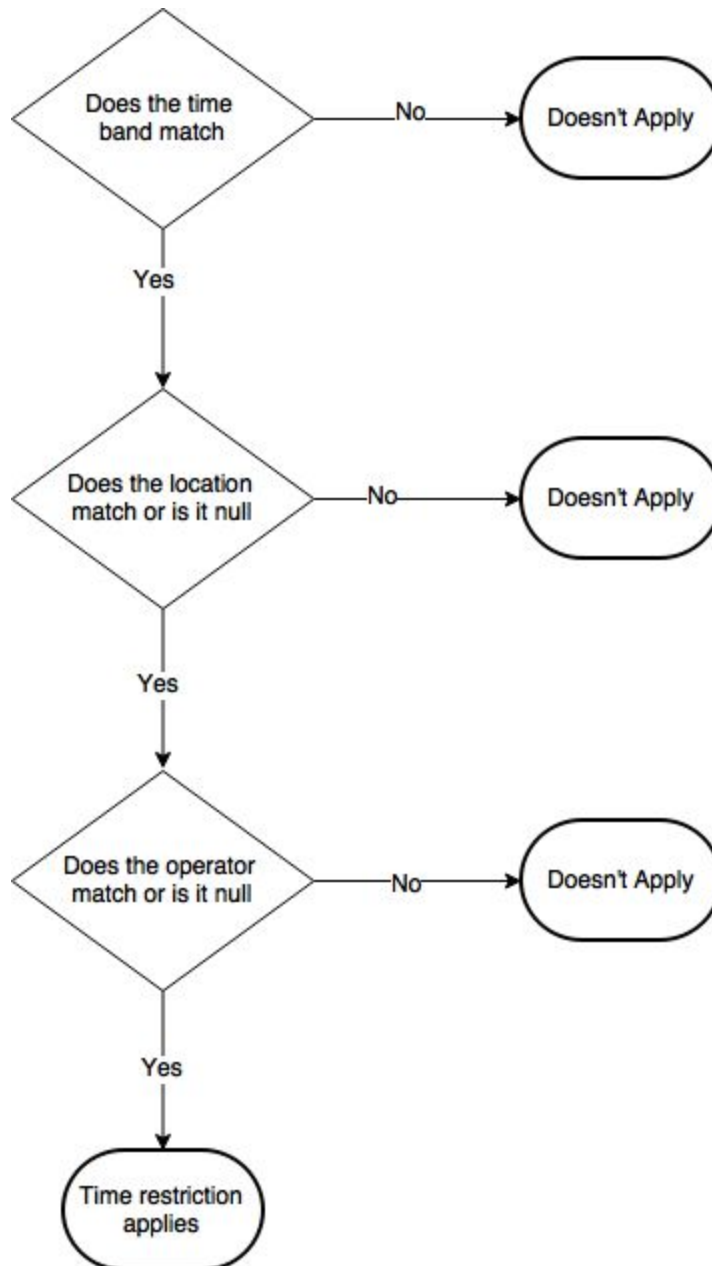 Does the time
band match
No
Doesn't Apply
Yes
Does the location
match or is it null
No
Doesn't Apply
Yes
Does the operator
match or is it null
No
Doesn't Apply
Yes
Time restriction
applies